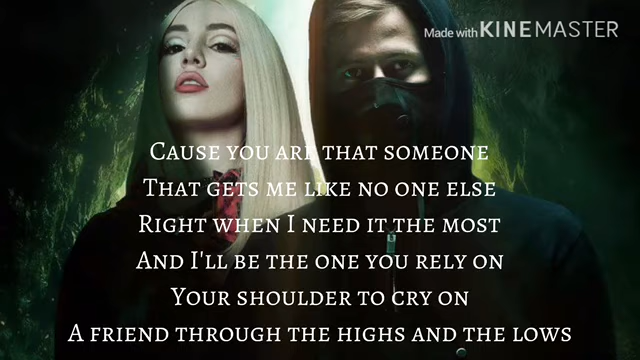 Made with KINEMASTER
CAUSE YOU ARE THAT SOMEONE
THAT GETS ME LIKE NO ONE ELSE
RIGHT WHEN I NEED IT THE MOST
AND I'LL BE THE ONE YOU RELY ON
YOUR SHOULDER TO CRY ON
A FRIEND THROUGH THE HIGHS AND THE LOWS